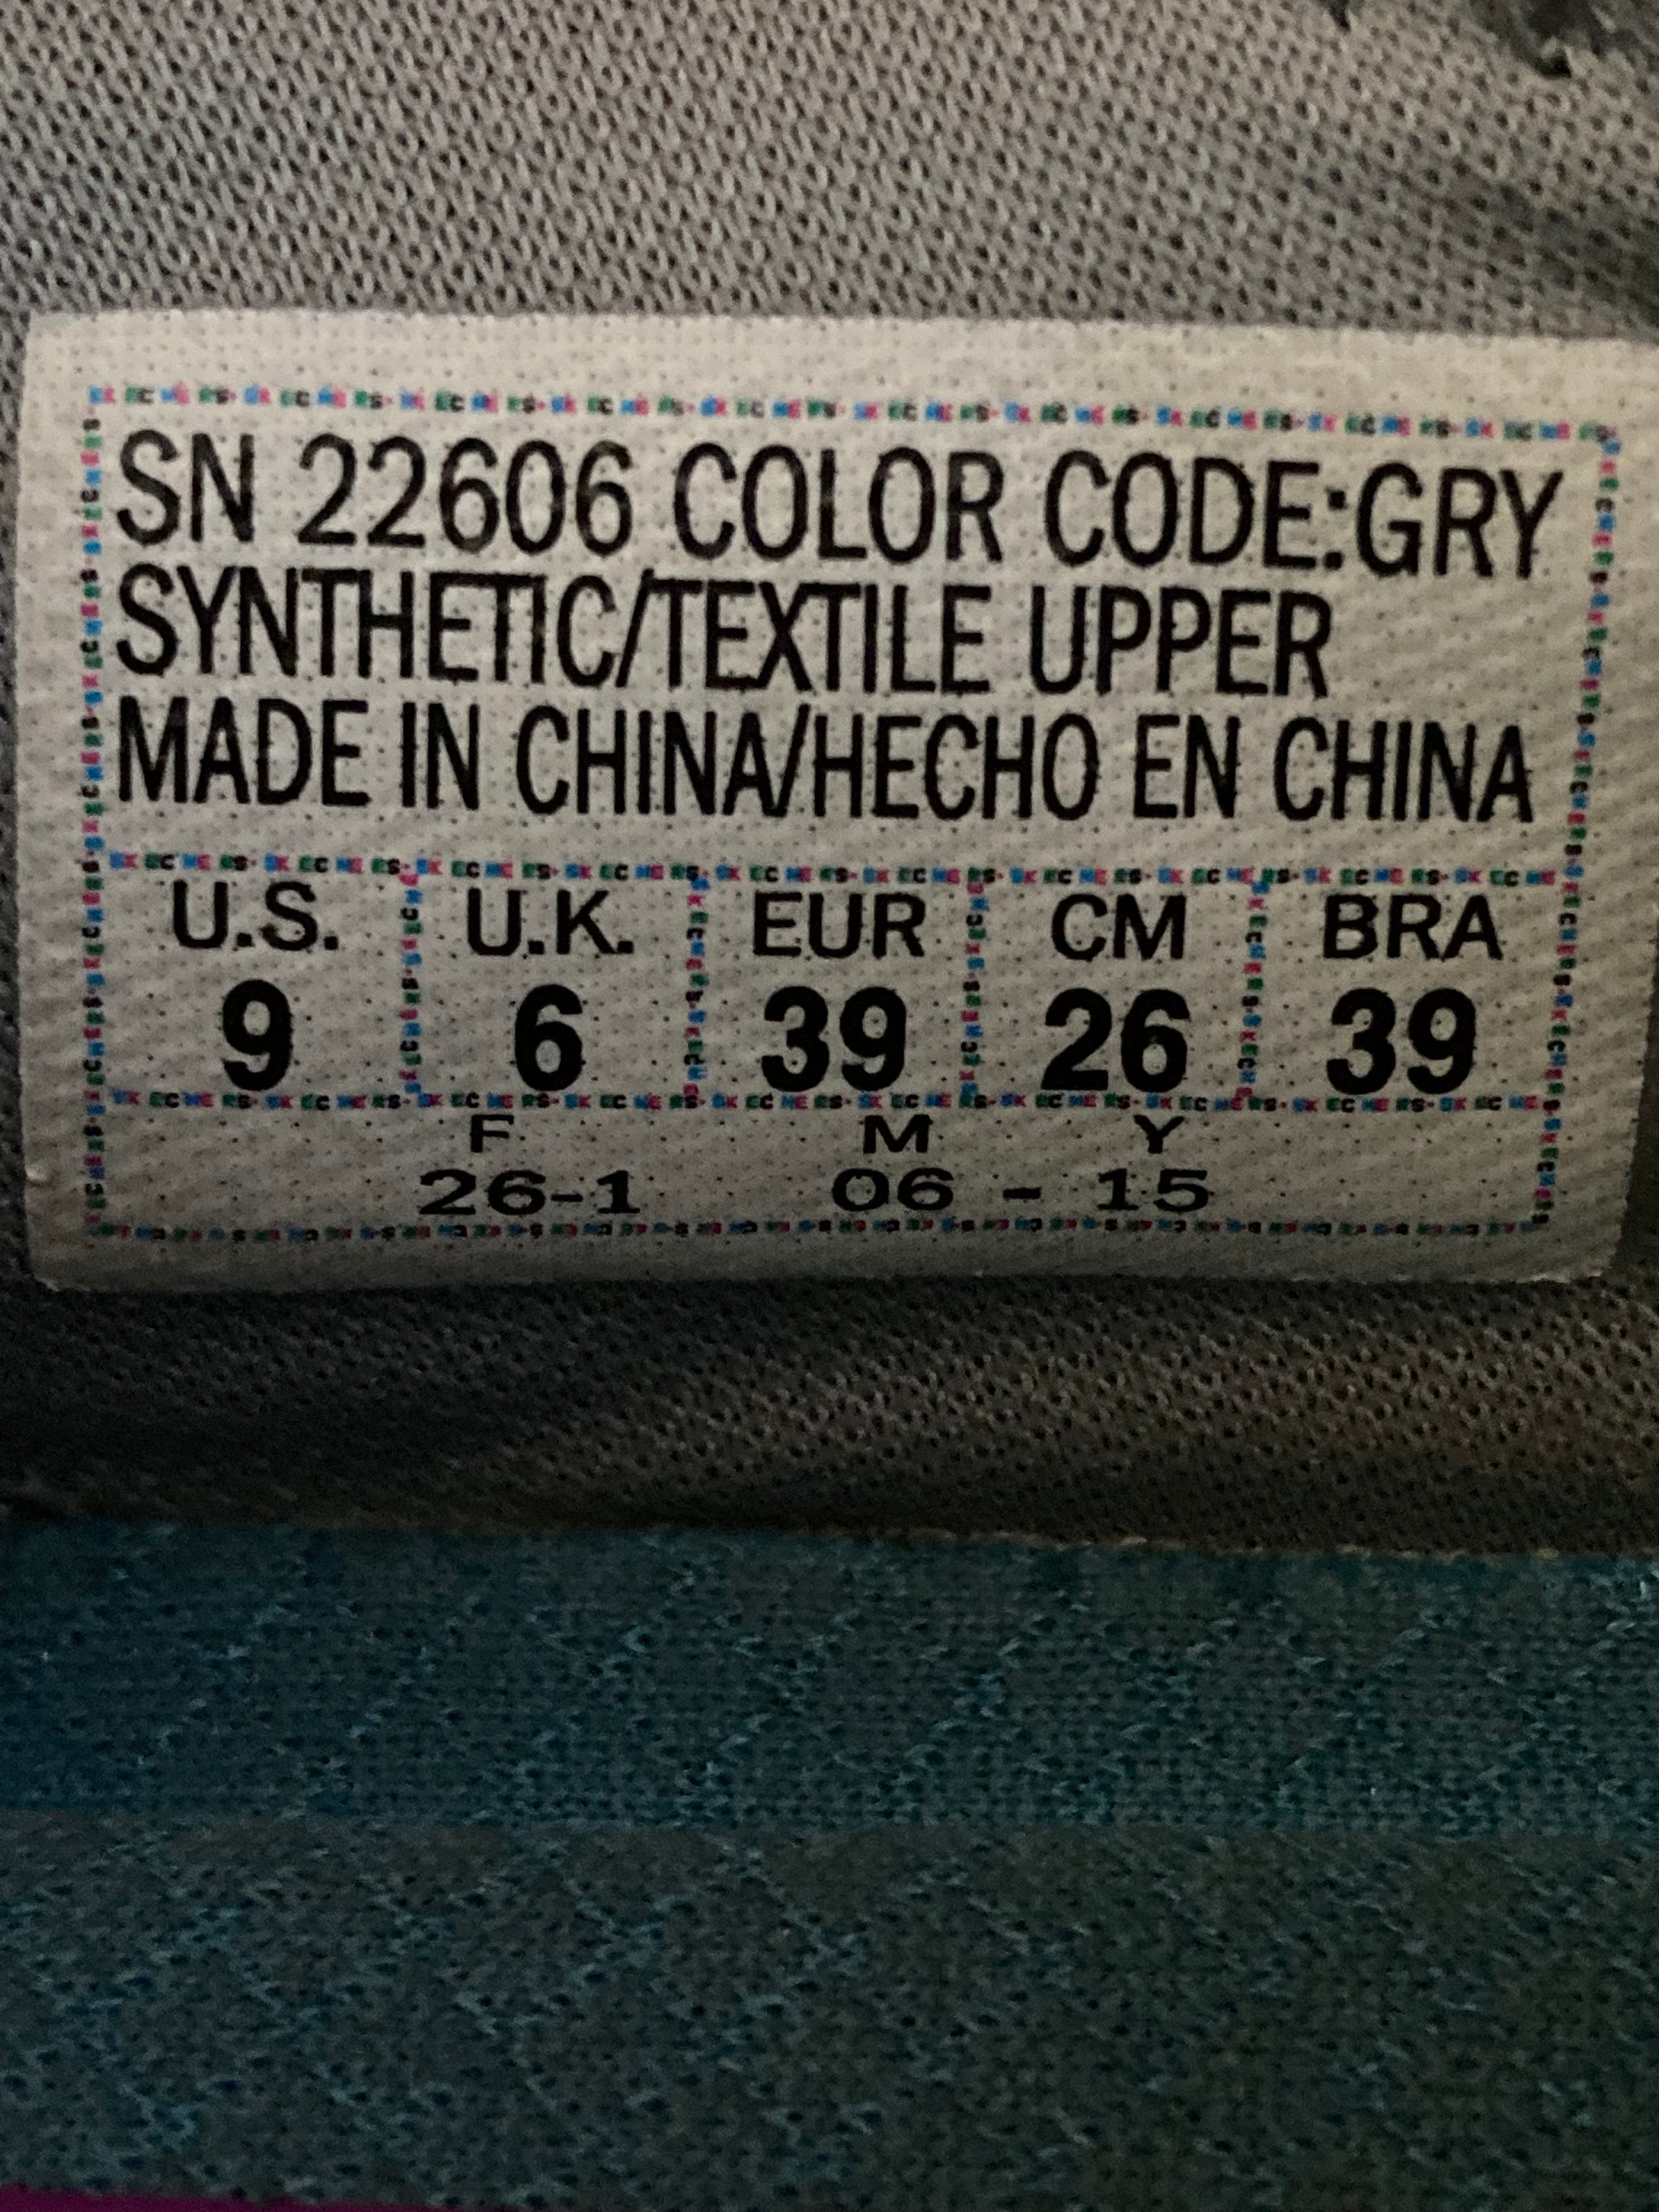 SN 22606 COLOR CODE:GRY
SYNTHETIC/TEXTILE UPPER
MADE IN CHINA/HECHO EN CHINA
U.S. U.K. EUR CM BRA
9 6 39 26 39
F M Y
26-1 06 - 15